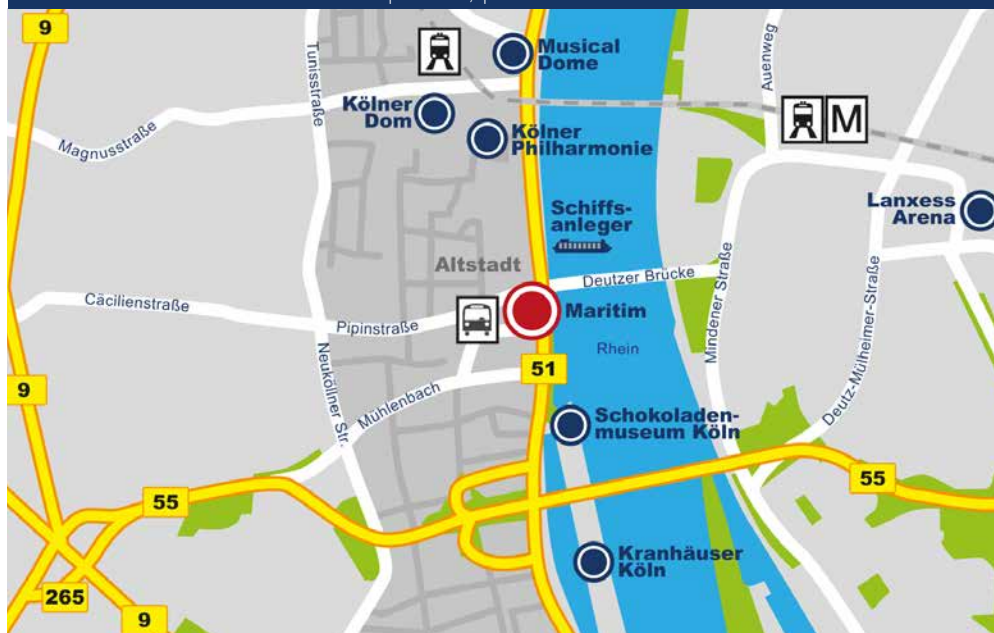 9
Musical
Dome
Tunisstraße
Auenweg
Kölner
Dom
M
Magnusstraße
Kölner
Philharmonie
Lanxess
Arena
Schiffs-
anleger
Altstadt
Deutzer Brücke
Cäcilienstraße
Pipinstraße
Maritim
Mindener Straße
Deutz-Mülheimer-Straße
Rhein
Neuköllner Str.
51
9
Mühlenbach
Schokoladen-
museum Köln
55
55
Kranhäuser
Köln
265
9